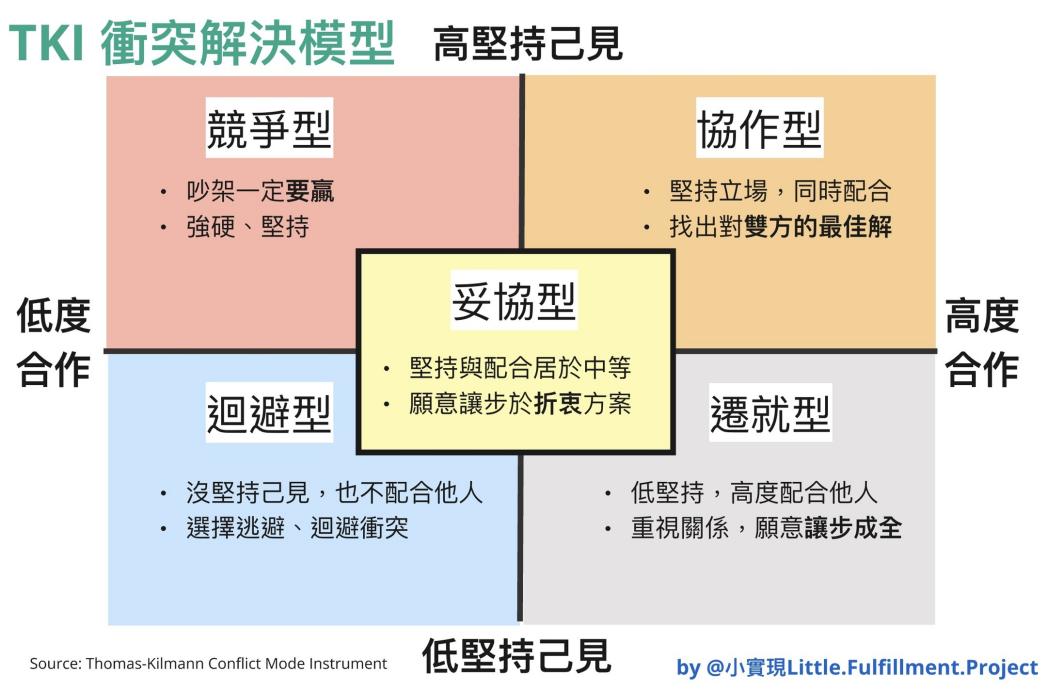 TKI 衝突解決模型
高堅持己見
競爭型
• 吵架一定要贏
• 強硬、堅持
協作型
• 堅持立場，同時配合
• 找出對雙方的最佳解
低度
合作
妥協型
• 堅持與配合居於中等
• 願意讓步於折衷方案
高度
合作
迴避型
• 沒堅持己見，也不配合他人
• 選擇逃避、迴避衝突
遷就型
• 低堅持，高度配合他人
• 重視關係，願意讓步成全
低堅持己見
Source: Thomas-Kilmann Conflict Mode Instrument
by @小實現Little.Fulfillment.Project